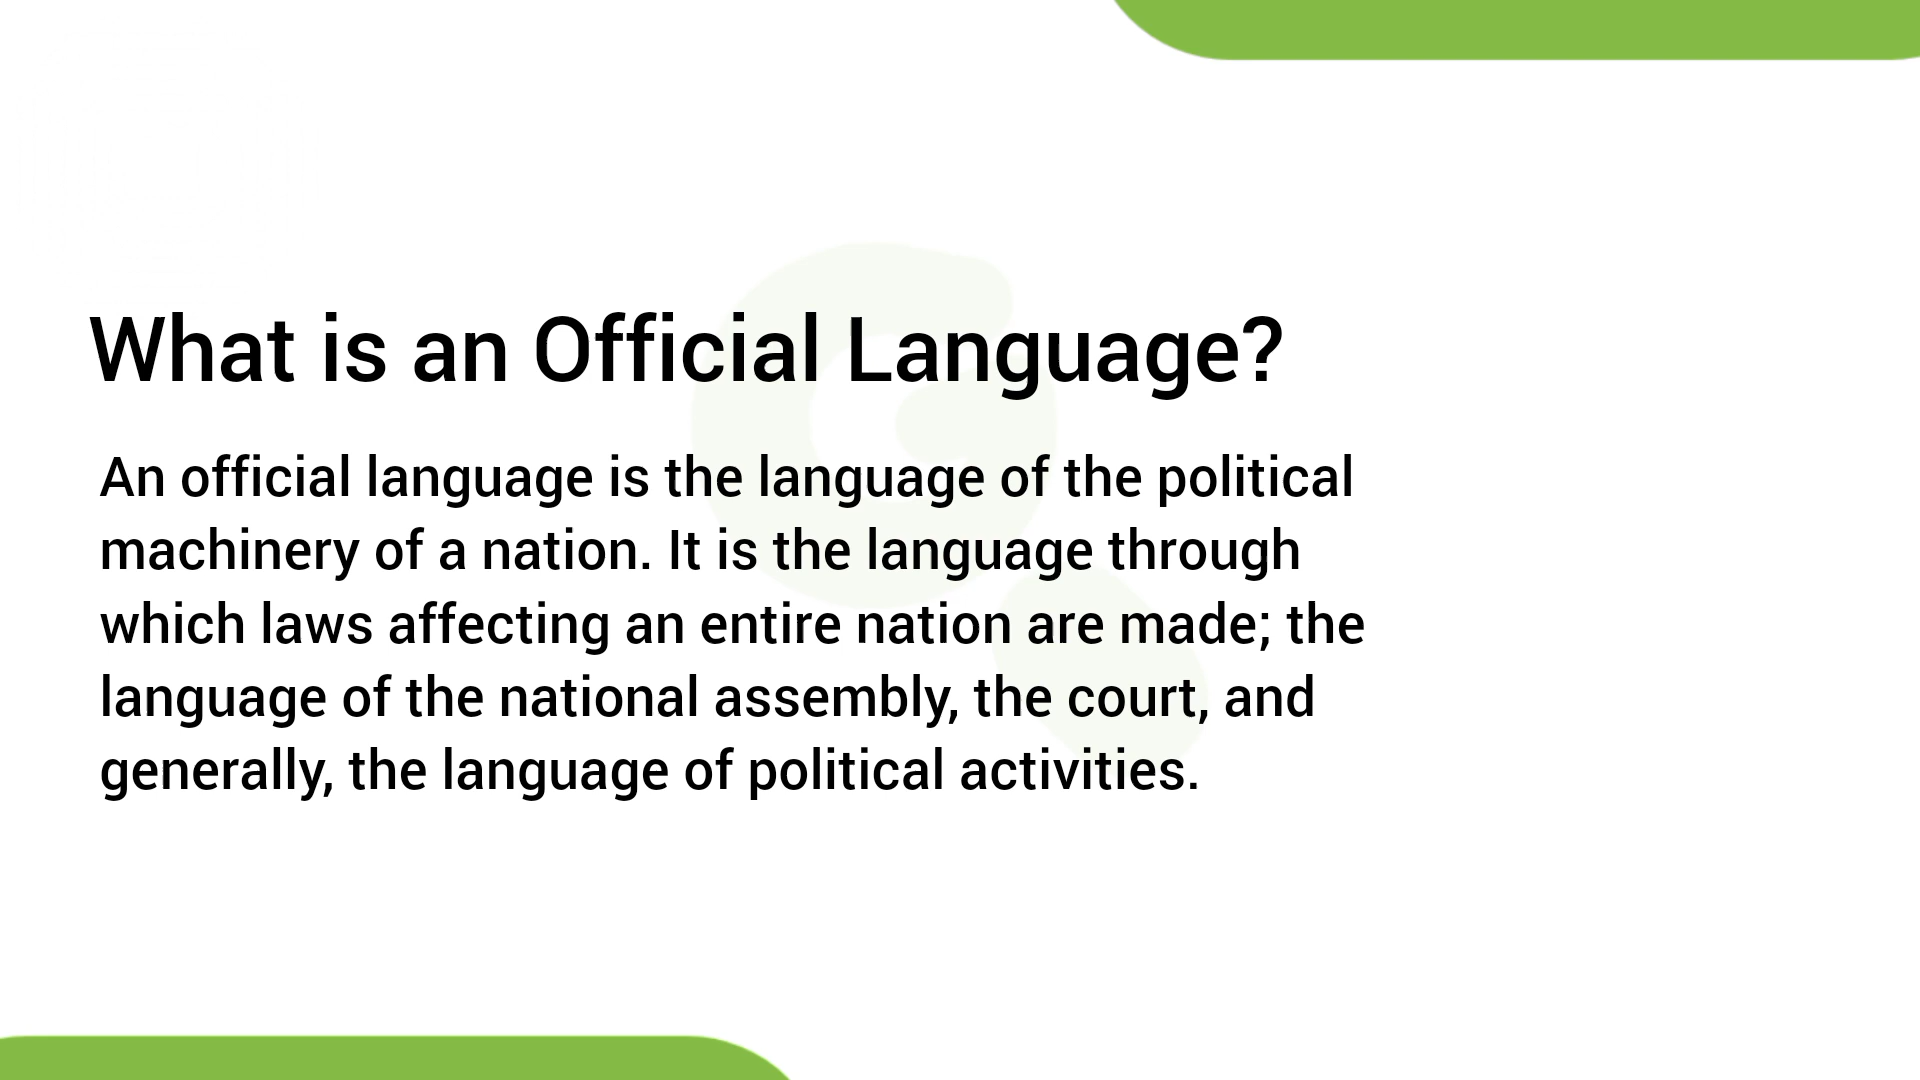 What is an Official Language?
An official language is the language of the political
machinery of a nation. It is the language through
which laws affecting an entire nation are made; the
language of the national assembly, the court, and
generally, the language of political activities.